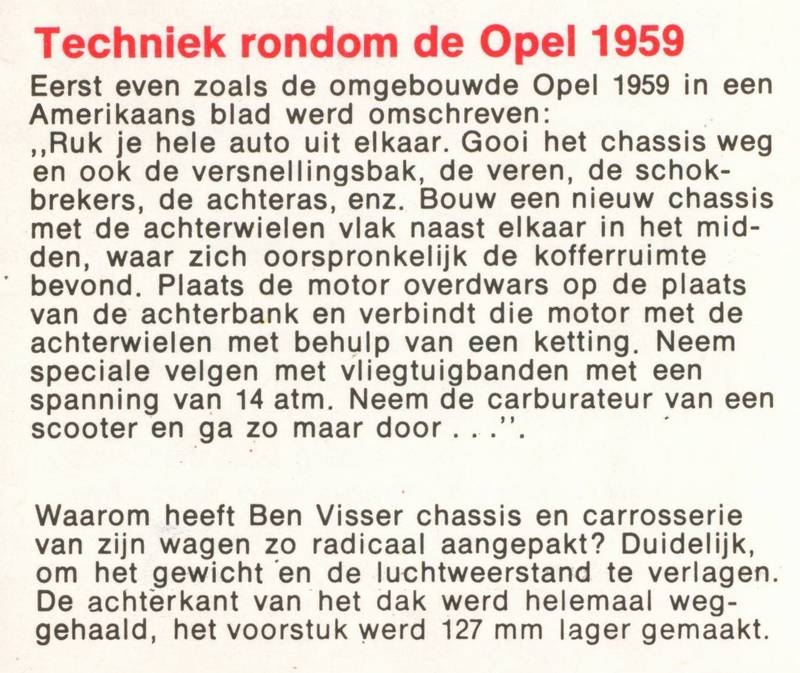 Techniek rondom de Opel 1959
Eerst even zoals de omgebouwde Opel 1959 in een
Amerikaans blad werd omschreven:
,,Ruk je hele auto uit elkaar. Gooi het chassis weg
en ook de versnellingsbak, de veren, de schok-
brekers, de achteras, enz. Bouw een nieuw chassis
met de achterwielen vlak naast elkaar in het mid-
den, waar zich oorspronkelijk de kofferruimte
bevond. Plaats de motor overdwars op de plaats
van de achterbank en verbindt die motor met de
achterwielen met behulp van een ketting. Neem
speciale velgen met vliegtuigbanden met een
spanning van 14 atm. Neem de carburateur van een
scooter en ga zo maar door . . .''.
Waarom heeft Ben Visser chassis en carrosserie
van zijn wagen zo radicaal aangepakt? Duidelijk,
om het gewicht en de luchtweerstand te verlagen.
De achterkant van het dak werd helemaal weg-
gehaald, het voorstuk werd 127 mm lager gemaakt.